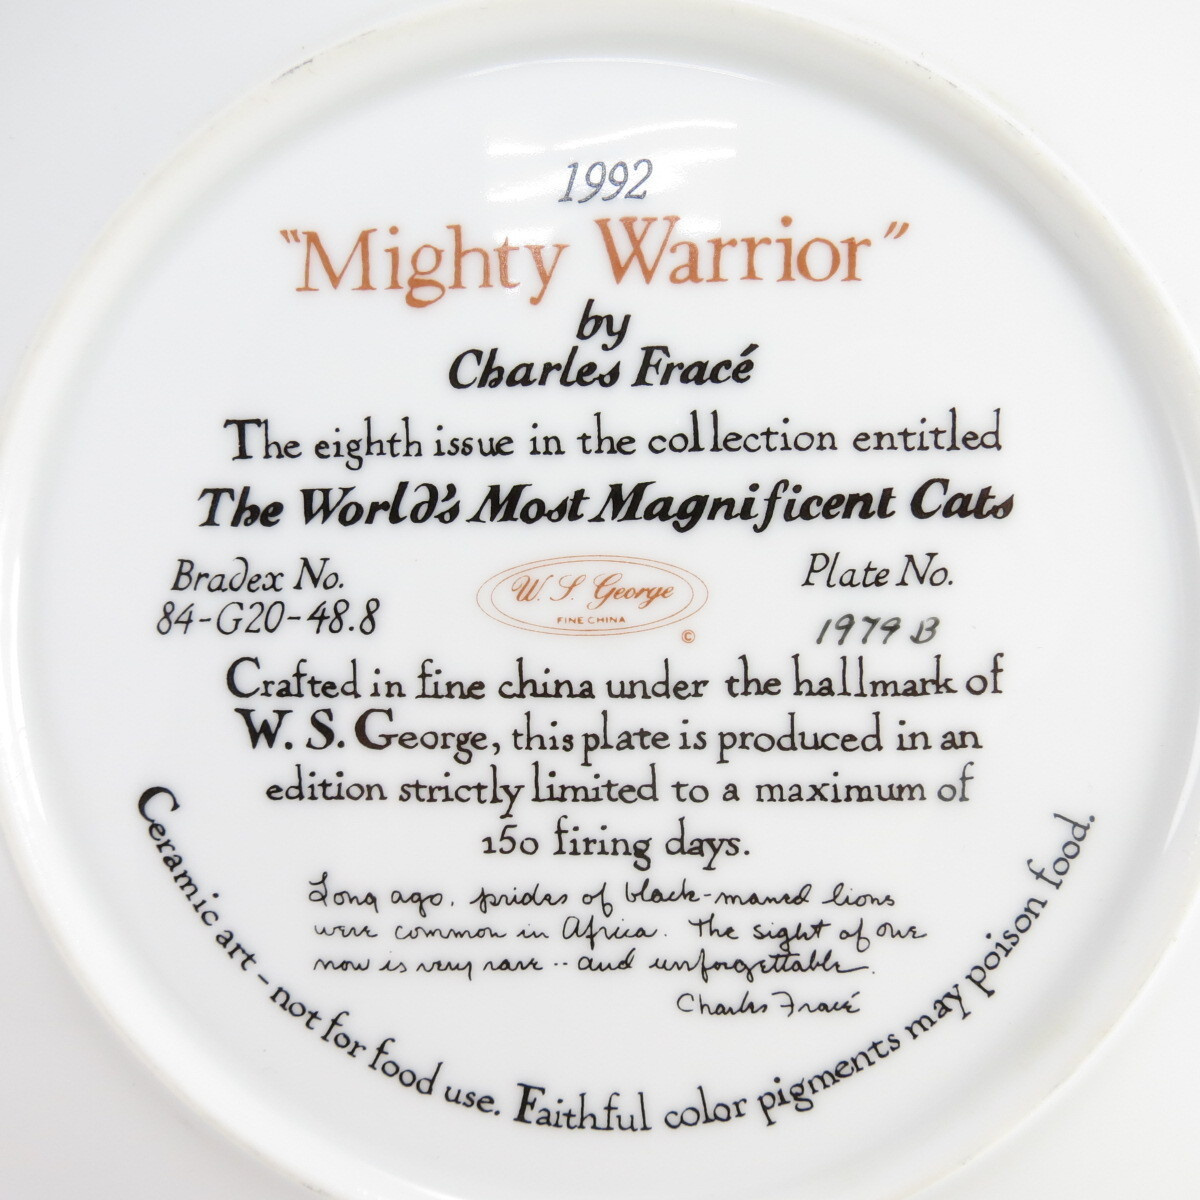 1992
"Mighty Warrior"
by
Charles Fracé
The eighth issue in the collection entitled
The World's Most Magnificent Cats
Bradex No.
84-G20-48.8
W. S. George
FINE CHINA
©
Plate No.
1979 B
Crafted in fine china under the hallmark of
W. S. George, this plate is produced in an
edition strictly limited to a maximum of
150 firing days.
Long ago, prides of black-maned lions
were common in Africa. The sight of one
now is very rare -- and unforgettable.
Charles Fracé
Ceramic art - not for food use. Faithful color pigments may poison food.